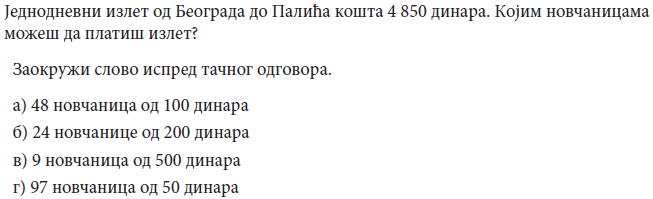 Једнодневни излет од Београда до Палића кошта 4 850 динара. Којим новчаницама
можеш да платиш излет?
Заокружи слово испред тачног одговора.
а) 48 новчаница од 100 динара
б) 24 новчанице од 200 динара
в) 9 новчаница од 500 динара
г) 97 новчаница од 50 динара